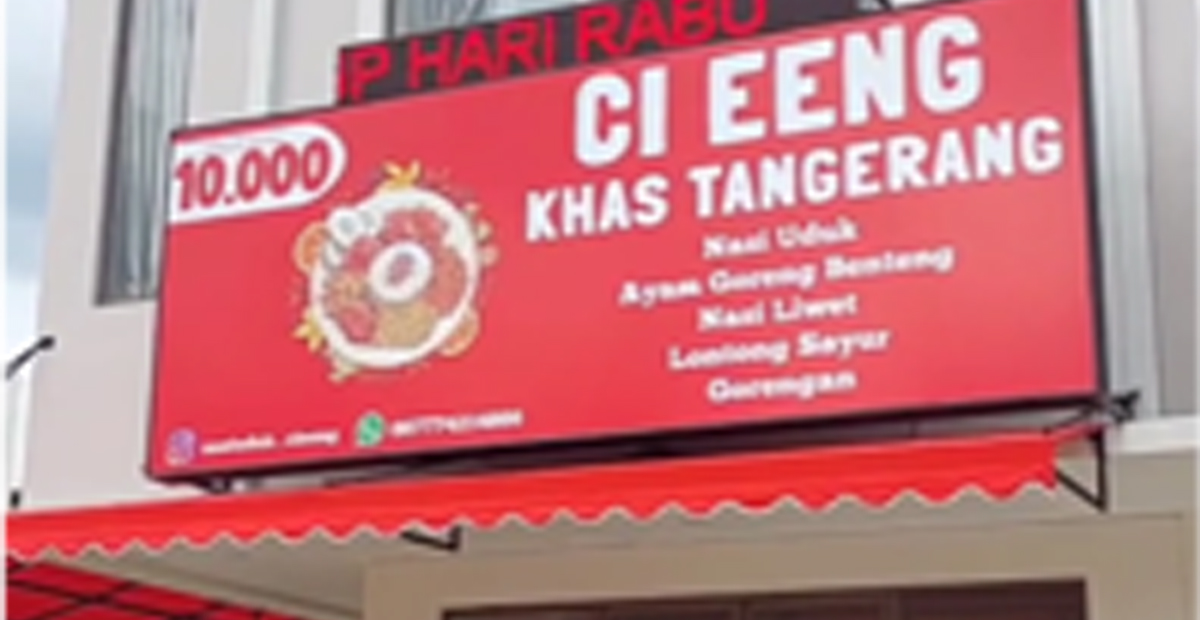 HARI RABU
10.000
CI EENG
KHAS TANGERANG
Nasi Uduk
Ayam Goreng Benteng
Nasi Liwet
Lontong Sayur
Gorengan